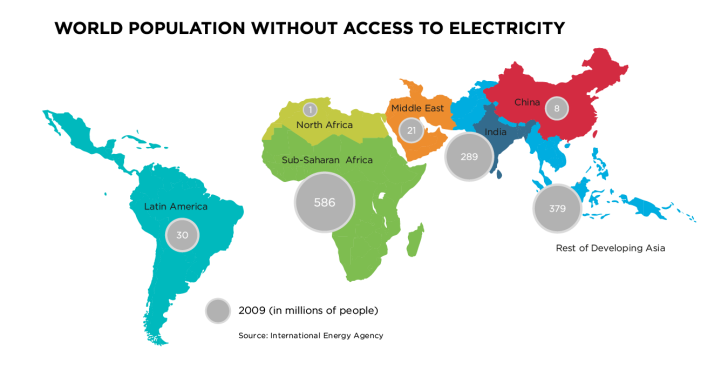 WORLD POPULATION WITHOUT ACCESS TO ELECTRICITY
Middle East
China
8
1
North Africa
21
India
289
Sub-Saharan Africa
586
Latin America
30
379
Rest of Developing Asia
2009 (in millions of people)
Source: International Energy Agency